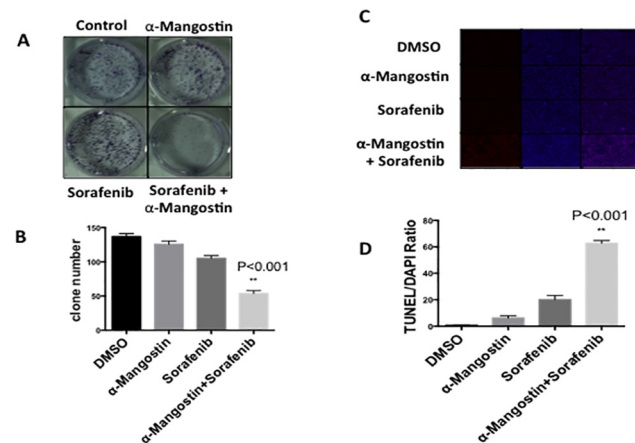 A
Control
α-Mangostin
Sorafenib
Sorafenib +
α-Mangostin
B
clone number
150
100
50
0
P<0.001
**
DMSO
α-Mangostin
Sorafenib
α-Mangostin+Sorafenib
C
DMSO
α-Mangostin
Sorafenib
α-Mangostin
+ Sorafenib
D
TUNEL/DAPI Ratio
80
60
40
20
0
P<0.001
**
DMSO
α-Mangostin
Sorafenib
α-Mangostin+Sorafenib